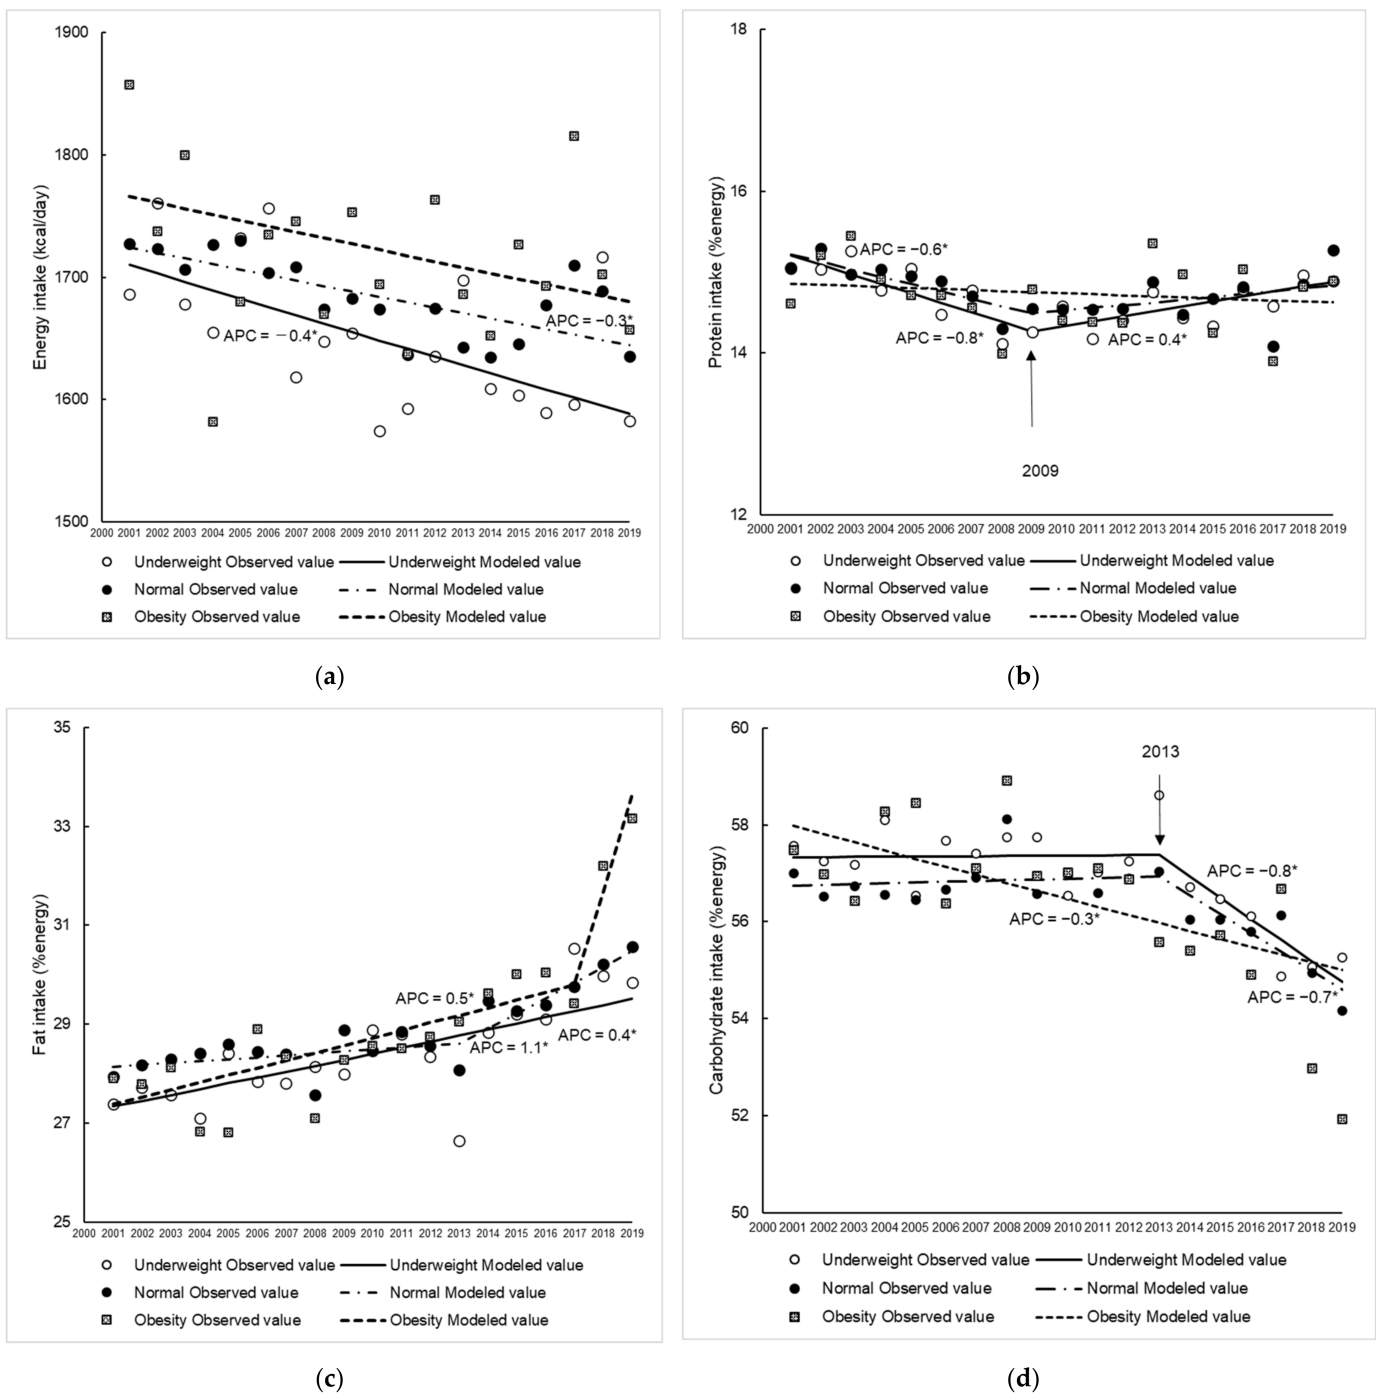 1900
1800
1700
1600
1500
Energy intake (kcal/day)
APC = −0.4*
APC = −0.3*
2000 2001 2002 2003 2004 2005 2006 2007 2008 2009 2010 2011 2012 2013 2014 2015 2016 2017 2018 2019
Underweight Observed value Underweight Modeled value
Normal Observed value Normal Modeled value
Obesity Observed value Obesity Modeled value
(a)
18
16
14
12
Protein intake (%energy)
APC = −0.6*
APC = −0.8*
APC = 0.4*
2009
2000 2001 2002 2003 2004 2005 2006 2007 2008 2009 2010 2011 2012 2013 2014 2015 2016 2017 2018 2019
Underweight Observed value Underweight Modeled value
Normal Observed value Normal Modeled value
Obesity Observed value Obesity Modeled value
(b)
35
33
31
29
27
25
Fat intake (%energy)
APC = 0.5*
APC = 0.4*
APC = 1.1*
2000 2001 2002 2003 2004 2005 2006 2007 2008 2009 2010 2011 2012 2013 2014 2015 2016 2017 2018 2019
Underweight Observed value Underweight Modeled value
Normal Observed value Normal Modeled value
Obesity Observed value Obesity Modeled value
(c)
60
58
56
54
52
50
Carbohydrate intake (%energy)
2013
APC = −0.8*
APC = −0.3*
APC = −0.7*
2000 2001 2002 2003 2004 2005 2006 2007 2008 2009 2010 2011 2012 2013 2014 2015 2016 2017 2018 2019
Underweight Observed value Underweight Modeled value
Normal Observed value Normal Modeled value
Obesity Observed value Obesity Modeled value
(d)